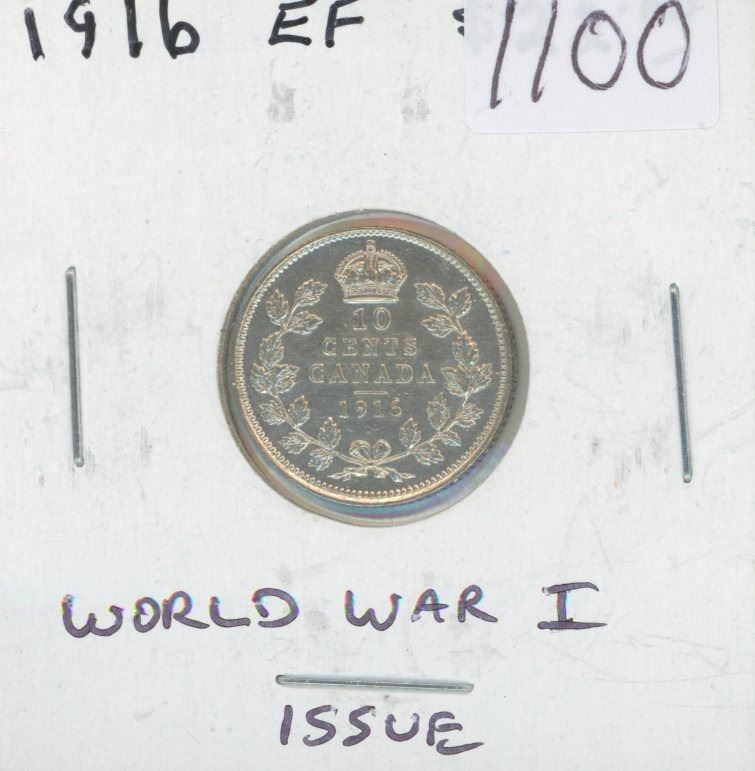 1916 EF
1100
10
CENTS
CANADA
1916
WORLD WAR I
ISSUE